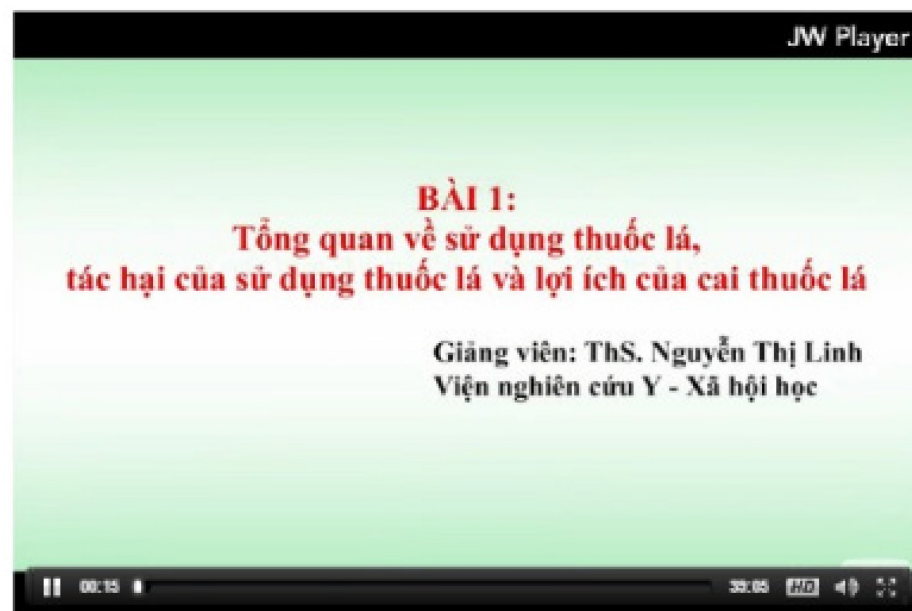 JW Player
BÀI 1:
Tổng quan về sử dụng thuốc lá,
tác hại của sử dụng thuốc lá và lợi ích của cai thuốc lá
Giảng viên: ThS. Nguyễn Thị Linh
Viện nghiên cứu Y - Xã hội học
00:15 39:05 HD